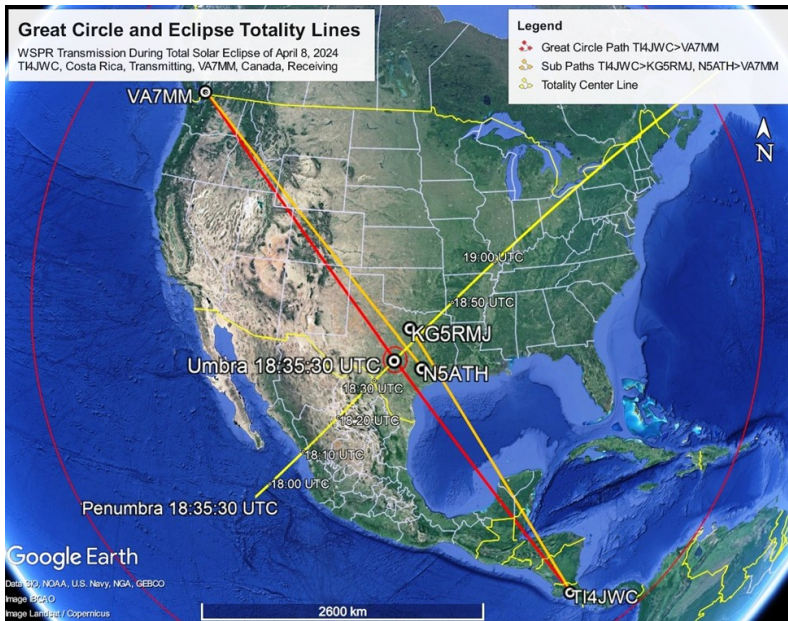 Great Circle and Eclipse Totality Lines
WSPR Transmission During Total Solar Eclipse of April 8, 2024
TI4JWC, Costa Rica, Transmitting, VA7MM, Canada, Receiving
Legend
Great Circle Path TI4JWC>VA7MM
Sub Paths TI4JWC>KG5RMJ, N5ATH>VA7MM
Totality Center Line
VA7MM
N
19:00 UTC
18:50 UTC
KG5RMJ
Umbra 18:35:30 UTC
N5ATH
18:30 UTC
18:20 UTC
18:10 UTC
18:00 UTC
Penumbra 18:35:30 UTC
Google Earth
Data SIO, NOAA, U.S. Navy, NGA, GEBCO
Image IBCAO
Image Landsat / Copernicus
TI4JWC
2600 km